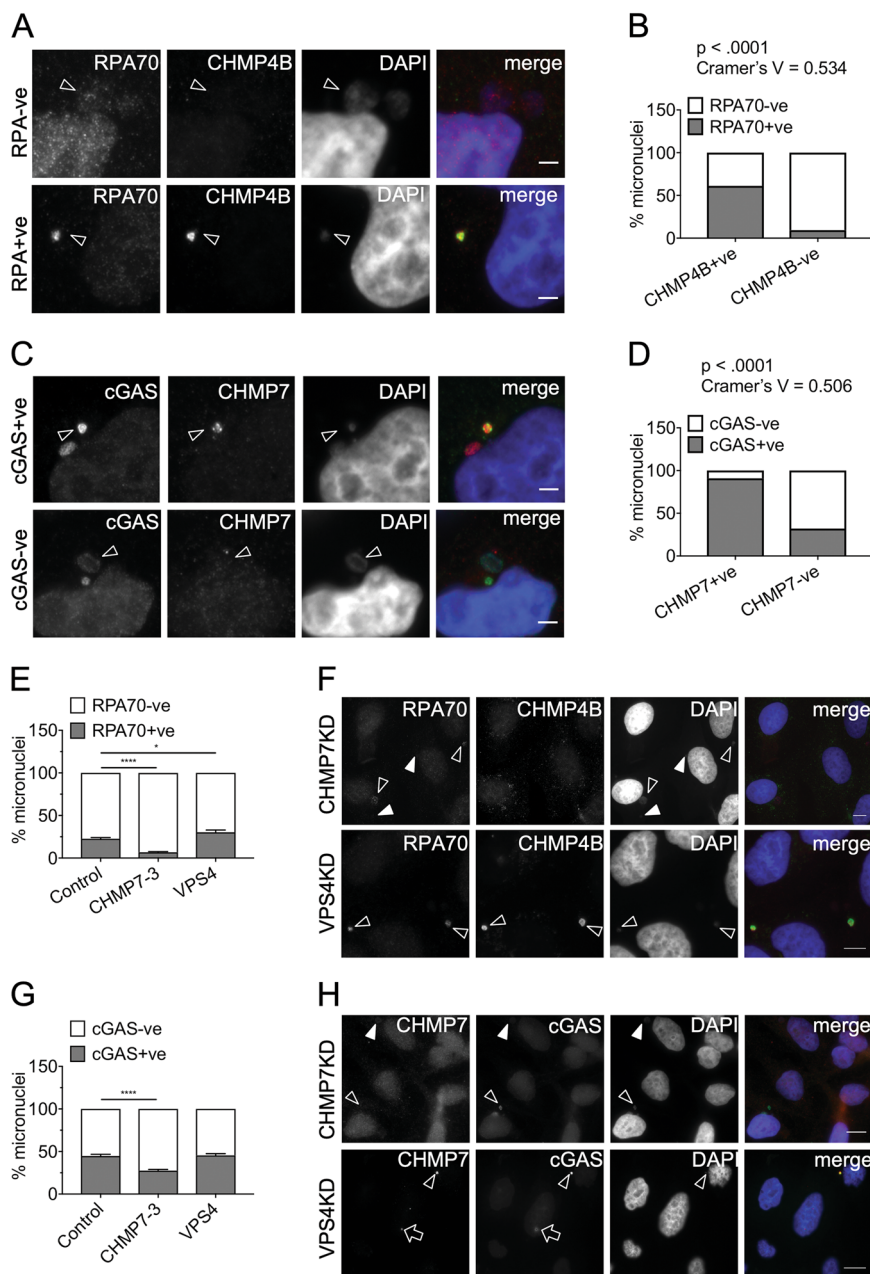 A
RPA70 CHMP4B DAPI merge
RPA-ve
RPA70 CHMP4B DAPI merge
RPA+ve
B
p < .0001
Cramer's V = 0.534
RPA70-ve
RPA70+ve
% micronuclei
150
100
50
0
CHMP4B+ve
CHMP4B-ve
C
cGAS CHMP7 DAPI merge
cGAS+ve
cGAS CHMP7 DAPI merge
cGAS-ve
D
p < .0001
Cramer's V = 0.506
cGAS-ve
cGAS+ve
% micronuclei
150
100
50
0
CHMP7+ve
CHMP7-ve
E
RPA70-ve
RPA70+ve
% micronuclei
150
100
50
0
*
****
Control
CHMP7-3
VPS4
F
RPA70 CHMP4B DAPI merge
CHMP7KD
RPA70 CHMP4B DAPI merge
VPS4KD
G
cGAS-ve
cGAS+ve
% micronuclei
150
100
50
0
****
Control
CHMP7-3
VPS4
H
CHMP7 cGAS DAPI merge
CHMP7KD
CHMP7 cGAS DAPI merge
VPS4KD